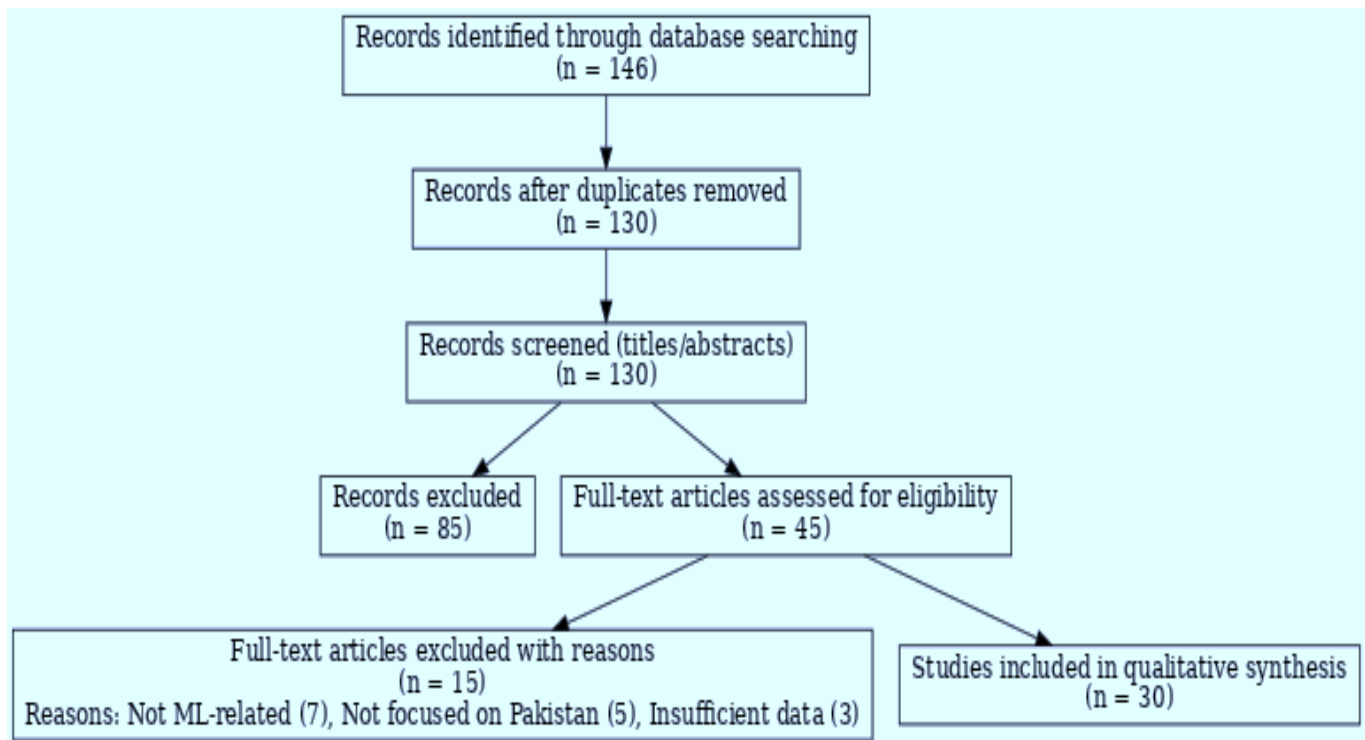 Records identified through database searching
(n = 146)
Records after duplicates removed
(n = 130)
Records screened (titles/abstracts)
(n = 130)
Records excluded
(n = 85)
Full-text articles assessed for eligibility
(n = 45)
Full-text articles excluded with reasons
(n = 15)
Reasons: Not ML-related (7), Not focused on Pakistan (5), Insufficient data (3)
Studies included in qualitative synthesis
(n = 30)